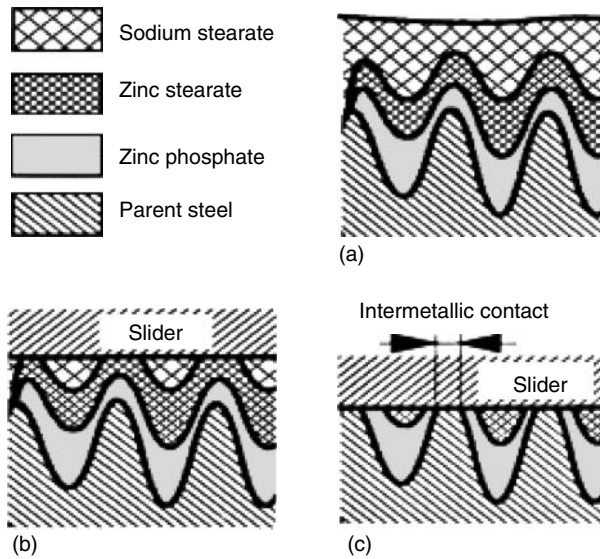 Sodium stearate
Zinc stearate
Zinc phosphate
Parent steel
(a)
Slider
(b)
Intermetallic contact
Slider
(c)